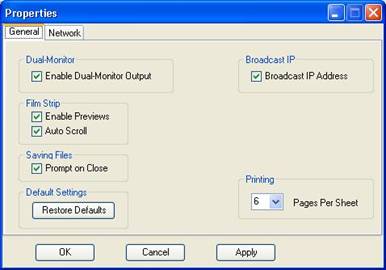 Properties
General Network
Dual-Monitor
Enable Dual-Monitor Output
Broadcast IP
Broadcast IP Address
Film Strip
Enable Previews
Auto Scroll
Saving Files
Prompt on Close
Default Settings
Restore Defaults
Printing
6 Pages Per Sheet
OK Cancel Apply